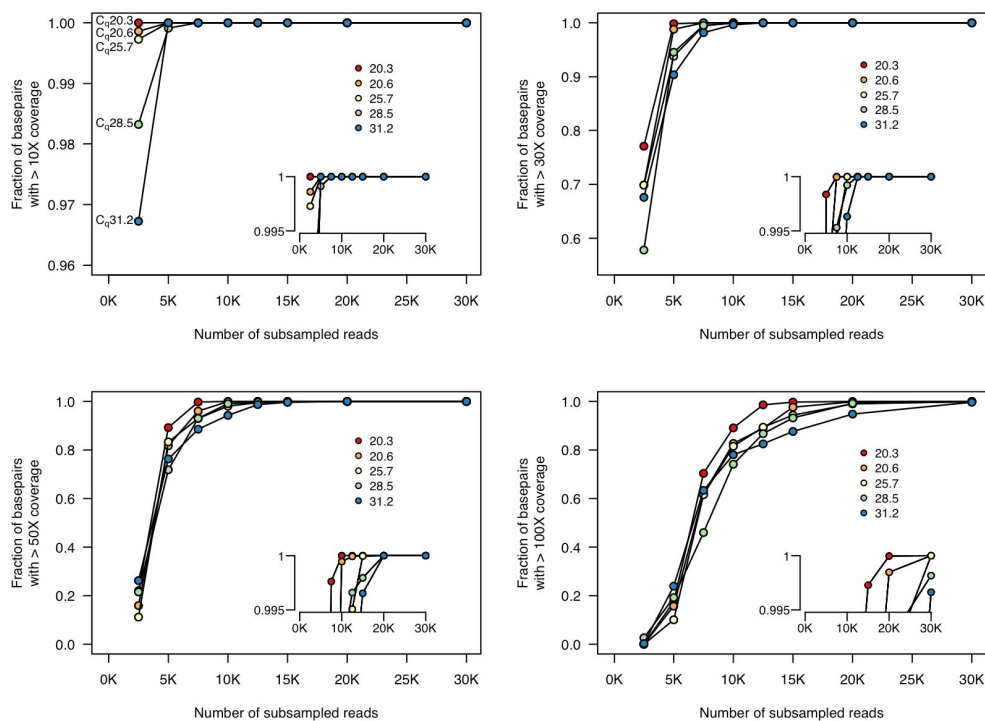 Fraction of basepairs
with > 10X coverage
1.00
0.99
0.98
0.97
0.96
Cq20.3
Cq20.6
Cq25.7
Cq28.5
Cq31.2
20.3
20.6
25.7
28.5
31.2
1
0.995
0K 10K 20K 30K
0K 5K 10K 15K 20K 30K
Number of subsampled reads
Fraction of basepairs
with > 30X coverage
1.0
0.9
0.8
0.7
0.6
20.3
20.6
25.7
28.5
31.2
1
0.995
0K 10K 20K 30K
0K 5K 10K 15K 20K 30K
Number of subsampled reads
Fraction of basepairs
with > 50X coverage
1.0
0.8
0.6
0.4
0.2
0.0
20.3
20.6
25.7
28.5
31.2
1
0.995
0K 10K 20K 30K
0K 5K 10K 15K 20K 30K
Number of subsampled reads
Fraction of basepairs
with > 100X coverage
1.0
0.8
0.6
0.4
0.2
0.0
20.3
20.6
25.7
28.5
31.2
1
0.995
0K 10K 20K 30K
0K 5K 10K 15K 20K 30K
Number of subsampled reads